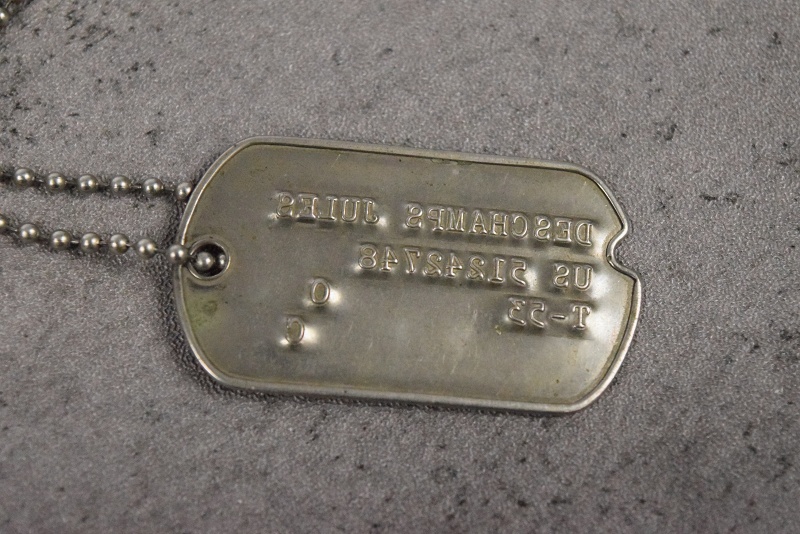 DESCHAMPS JULES
US 51242748
T-53 O
C